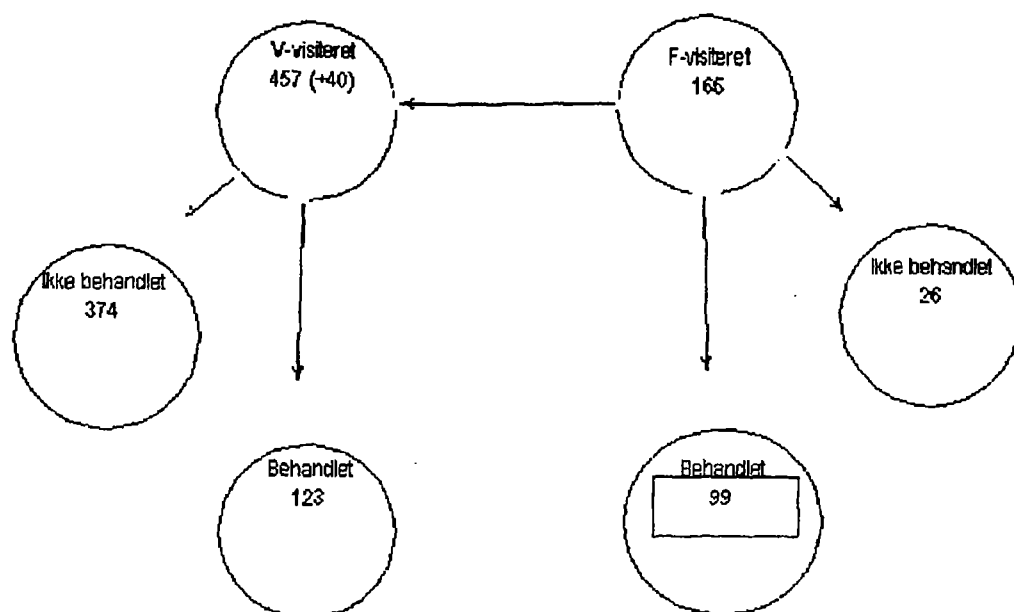 V-visiteret
457 (+40)
F-visiteret
165
Ikke behandlet
374
Ikke behandlet
26
Behandlet
123
Behandlet
99